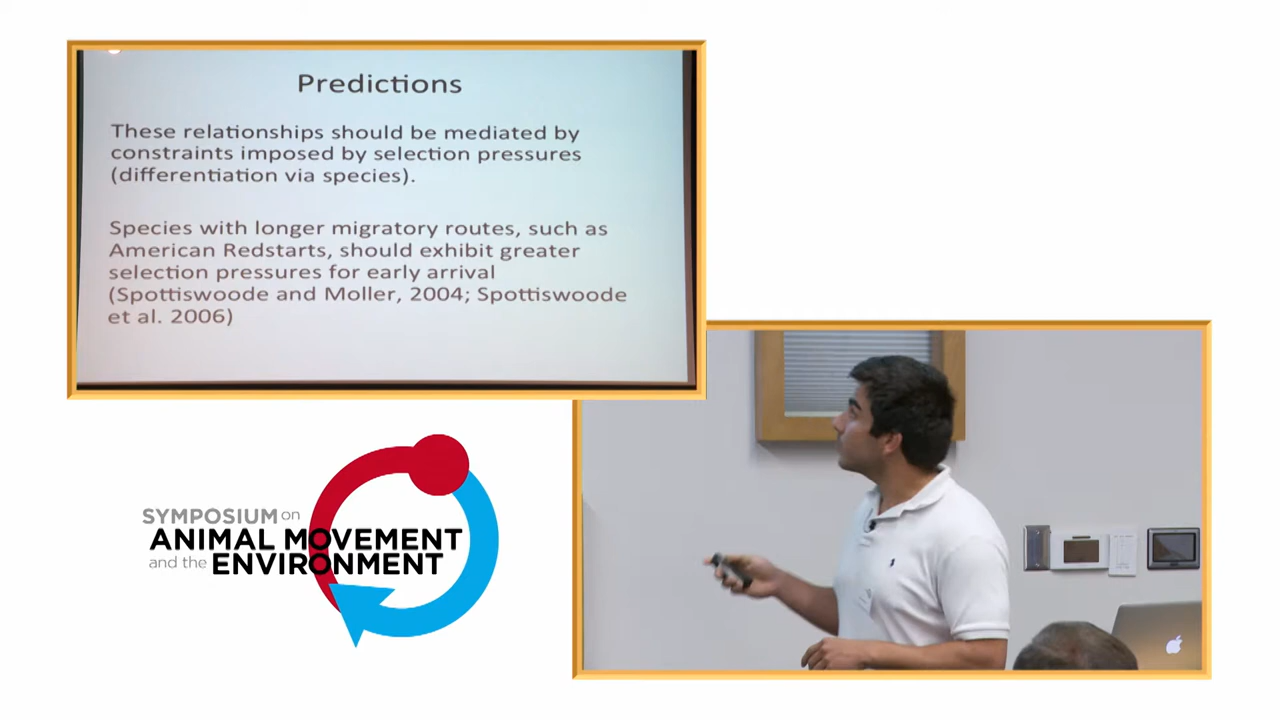 Predictions
These relationships should be mediated by
constraints imposed by selection pressures
(differentiation via species).
Species with longer migratory routes, such as
American Redstarts, should exhibit greater
selection pressures for early arrival
(Spottiswoode and Moller, 2004; Spottiswoode
et al. 2006)
SYMPOSIUM on
ANIMAL MOVEMENT
and the ENVIRONMENT